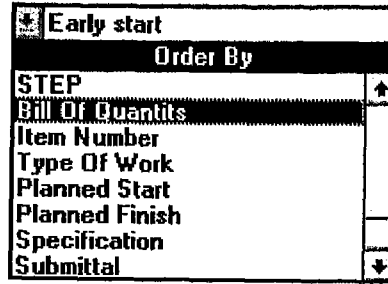 Early start
Order By
STEP
Bill Of Quantits
Item Number
Type Of Work
Planned Start
Planned Finish
Specification
Submittal